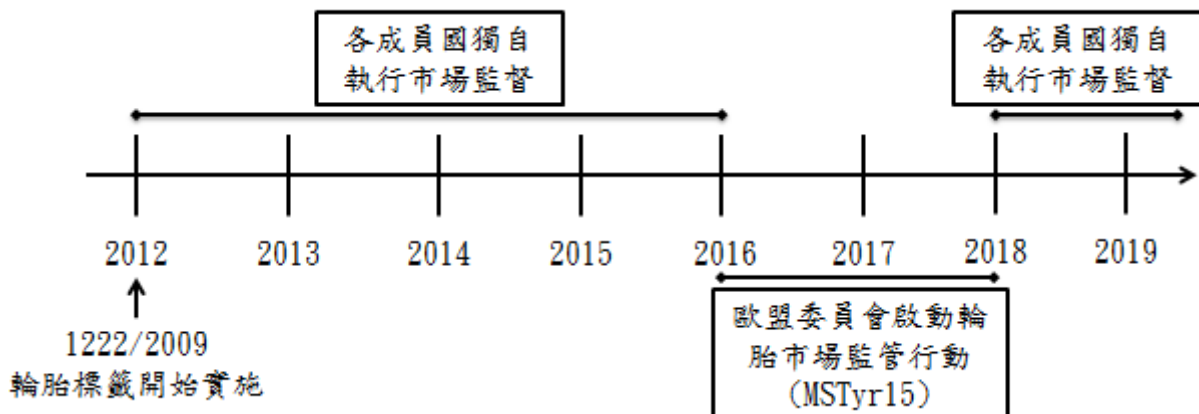 各成員國獨自
執行市場監督
各成員國獨自
執行市場監督
2012
2013
2014
2015
2016
2017
2018
2019
1222/2009
輪胎標籤開始實施
歐盟委員會啟動輪
胎市場監管行動
(MSTyr15)